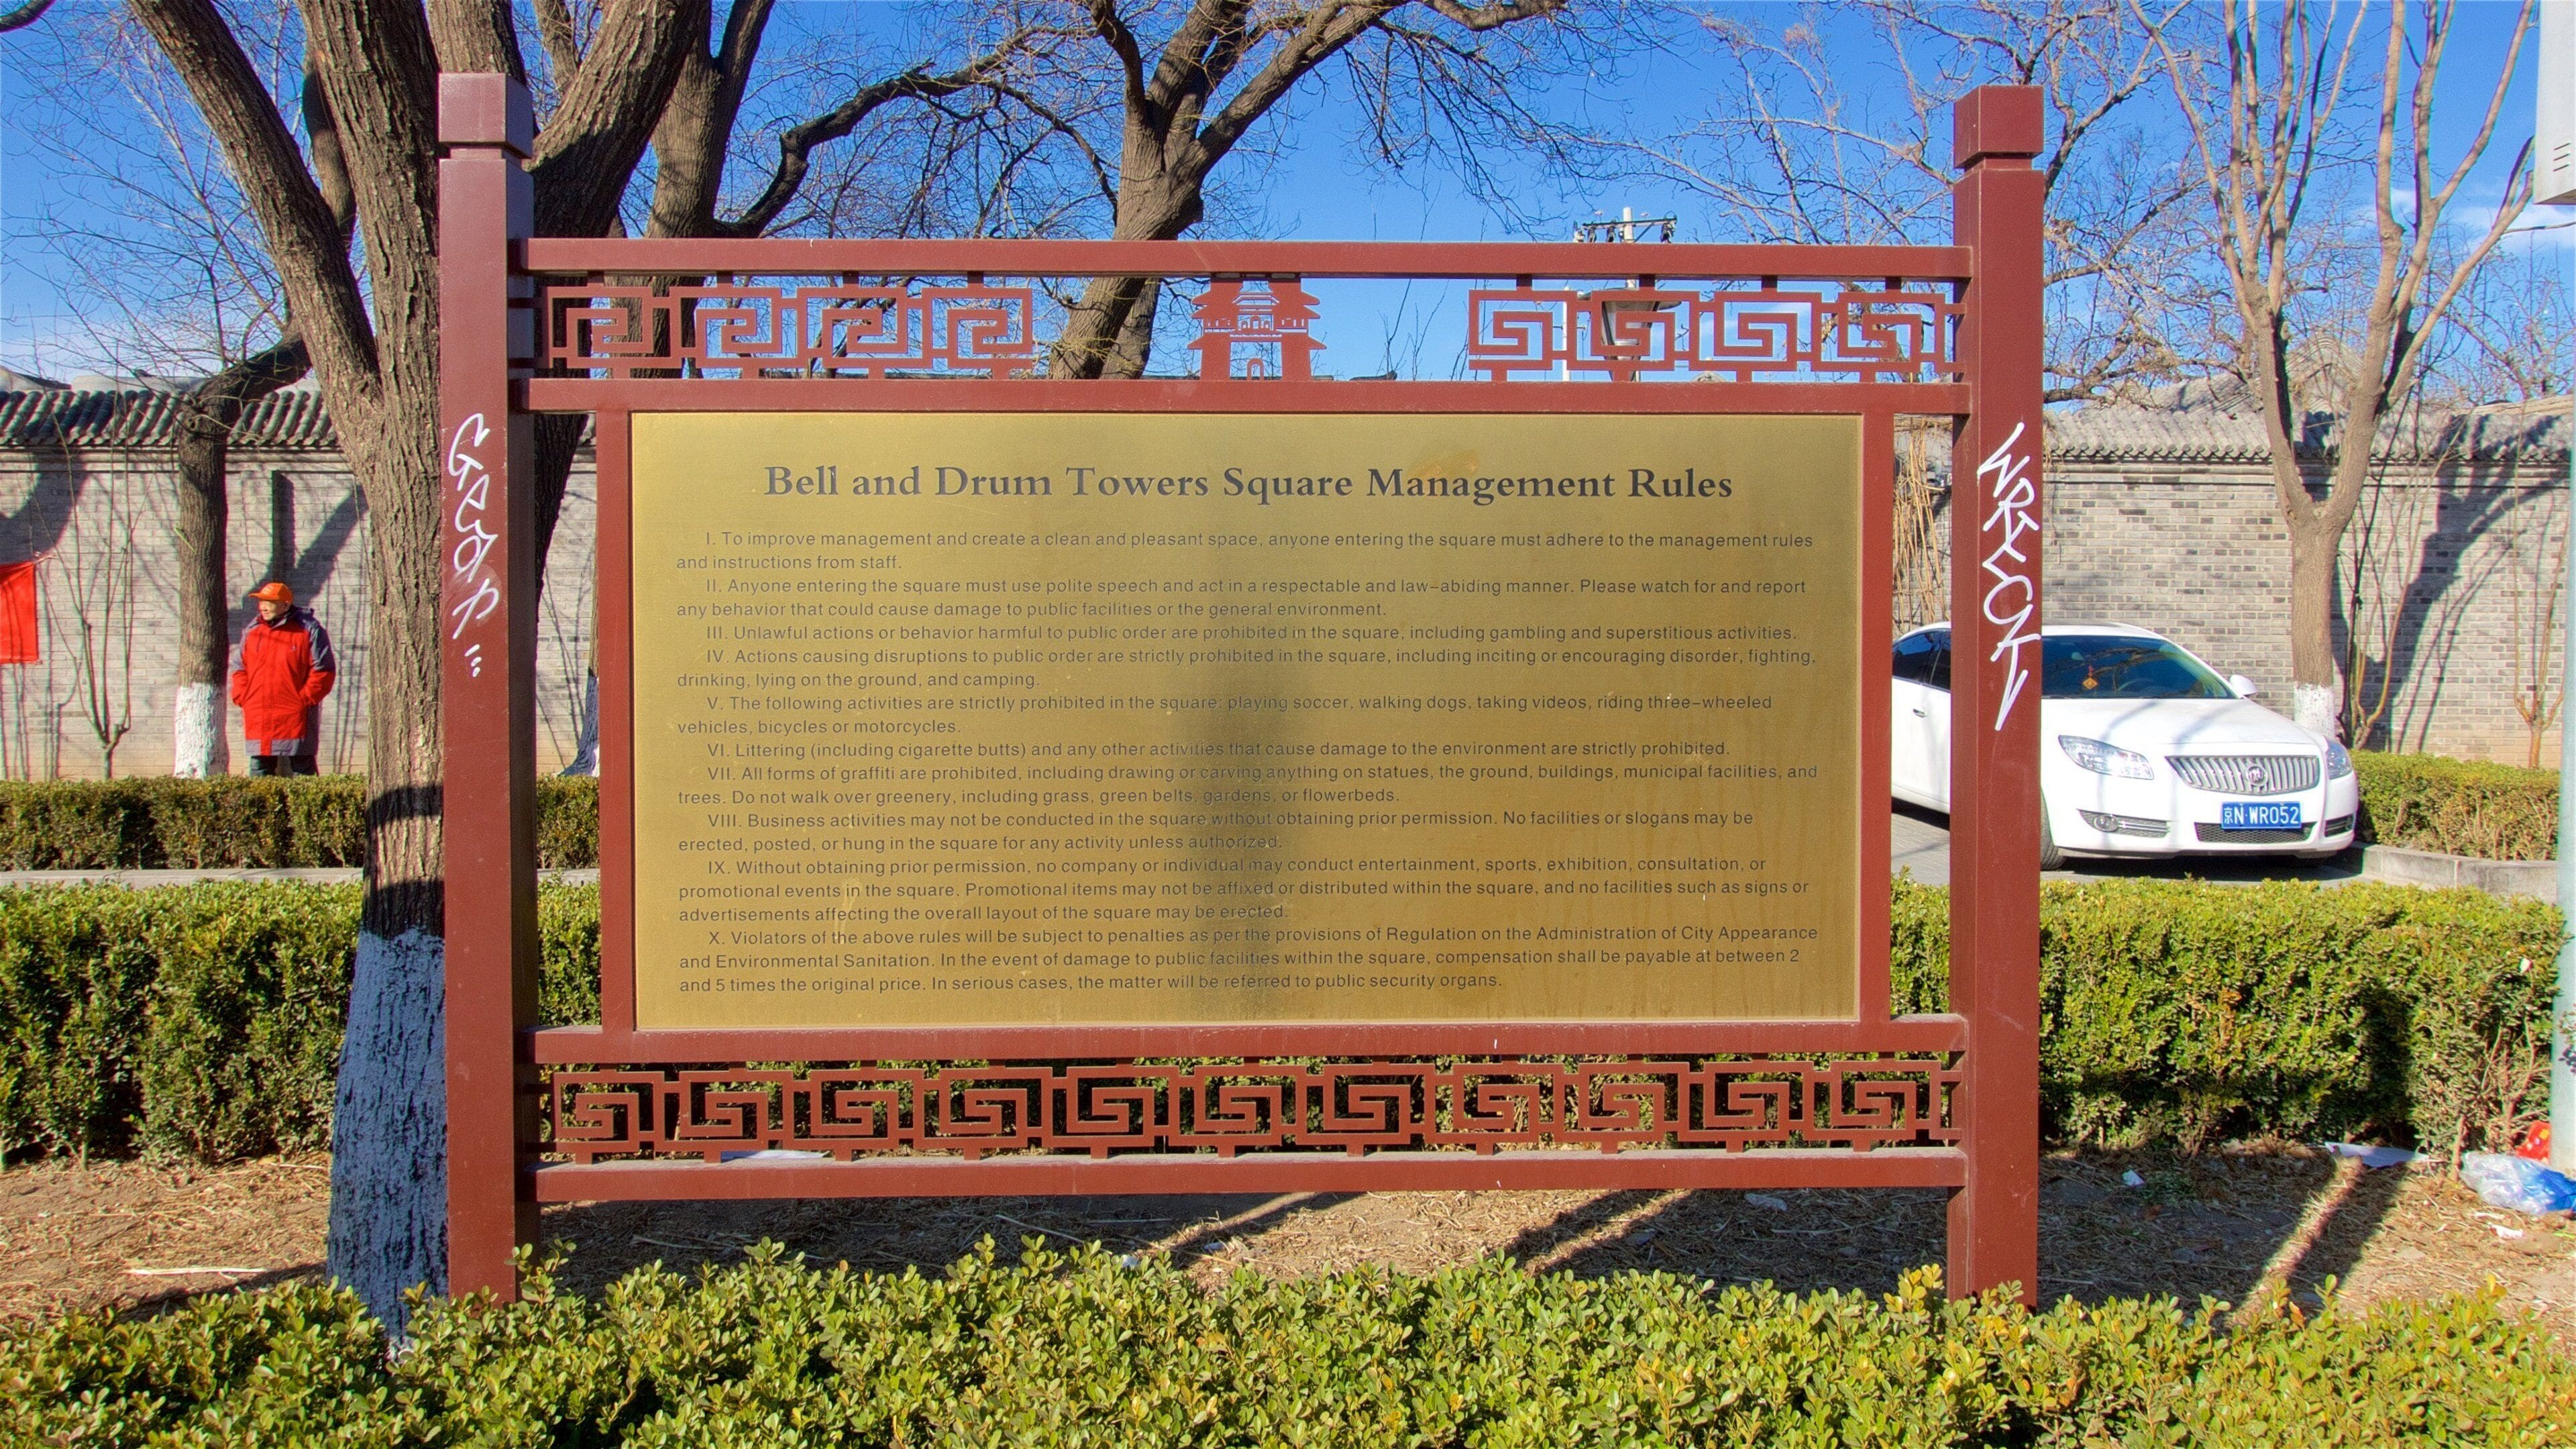 Bell and Drum Towers Square Management Rules
I. To improve management and create a clean and pleasant space, anyone entering the square must adhere to the management rules
and instructions from staff.
II. Anyone entering the square must use polite speech and act in a respectable and law-abiding manner. Please watch for and report
any behavior that could cause damage to public facilities or the general environment.
III. Unlawful actions or behavior harmful to public order are prohibited in the square, including gambling and superstitious activities.
IV. Actions causing disruptions to public order are strictly prohibited in the square, including inciting or encouraging disorder, fighting,
drinking, lying on the ground, and camping.
V. The following activities are strictly prohibited in the square: playing soccer, walking dogs, taking videos, riding three-wheeled
vehicles, bicycles or motorcycles.
VI. Littering (including cigarette butts) and any other activities that cause damage to the environment are strictly prohibited.
VII. All forms of graffiti are prohibited, including drawing or carving anything on statues, the ground, buildings, municipal facilities, and
trees. Do not walk over greenery, including grass, green belts, gardens, or flowerbeds.
VIII. Business activities may not be conducted in the square without obtaining prior permission. No facilities or slogans may be
erected, posted, or hung in the square for any activity unless authorized.
IX. Without obtaining prior permission, no company or individual may conduct entertainment, sports, exhibition, consultation, or
promotional events in the square. Promotional items may not be affixed or distributed within the square, and no facilities such as signs or
advertisements affecting the overall layout of the square may be erected.
X. Violators of the above rules will be subject to penalties as per the provisions of Regulation on the Administration of City Appearance
and Environmental Sanitation. In the event of damage to public facilities within the square, compensation shall be payable at between 2
and 5 times the original price. In serious cases, the matter will be referred to public security organs.
WRECK
京N·WR052